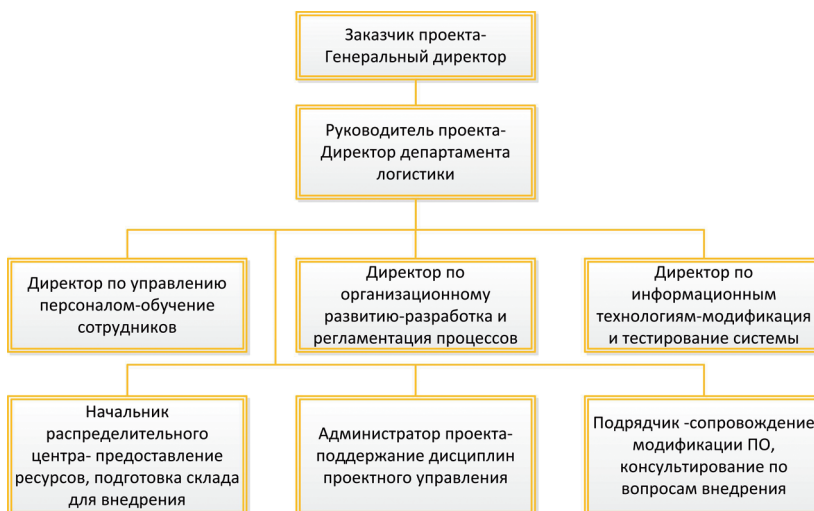 Заказчик проекта-
Генеральный директор
Руководитель проекта-
Директор департамента
логистики
Директор по управлению
персоналом-обучение
сотрудников
Директор по
организационному
развитию-разработка и
регламентация процессов
Директор по
информационным
технологиям-модификация
и тестирование системы
Начальник
распределительного
центра- предоставление
ресурсов, подготовка склада
для внедрения
Администратор проекта-
поддержание дисциплин
проектного управления
Подрядчик -сопровождение
модификации ПО,
консультирование по
вопросам внедрения